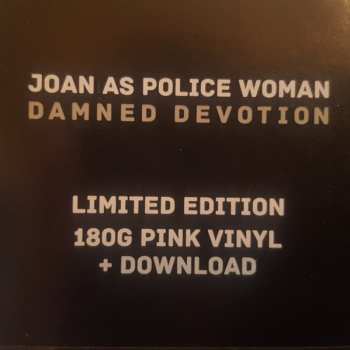 JOAN AS POLICE WOMAN
DAMNED DEVOTION
LIMITED EDITION
180G PINK VINYL
+ DOWNLOAD